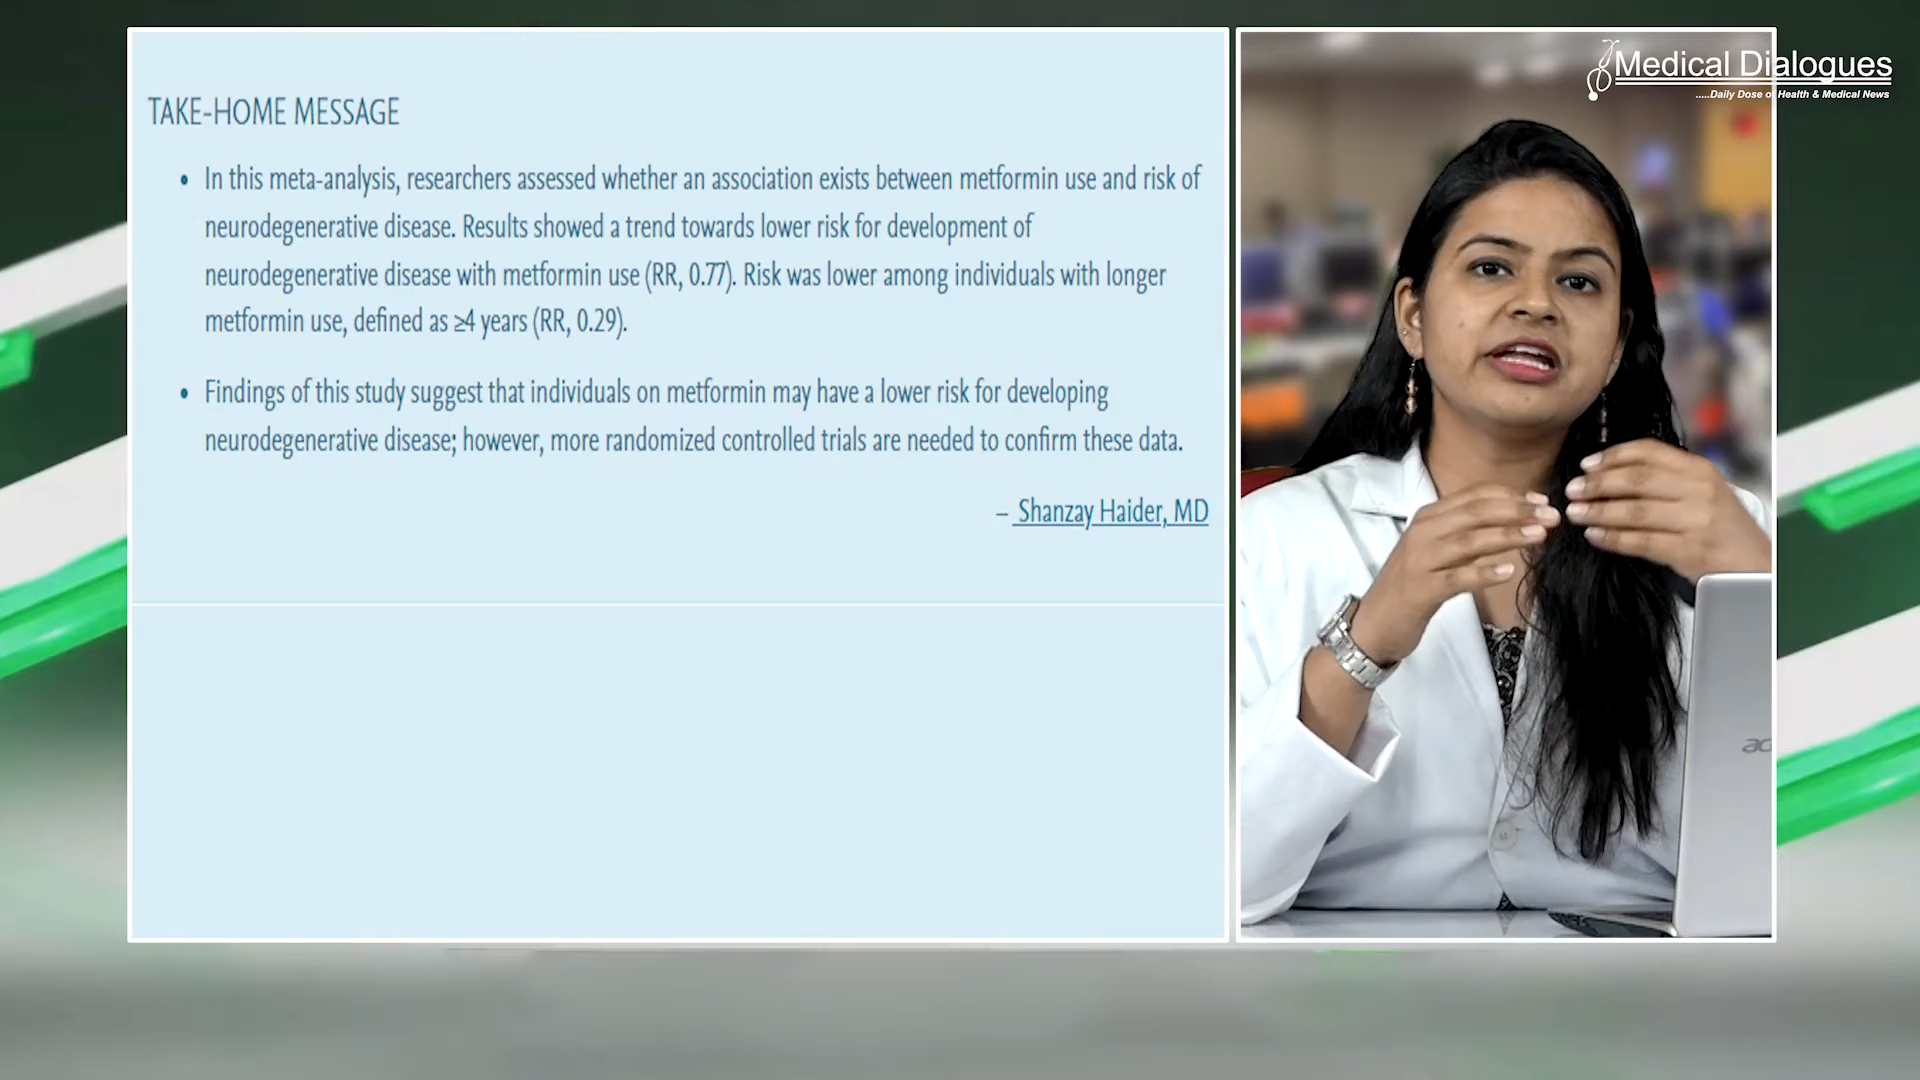 Medical Dialogues
.....Daily Dose of Health & Medical News
TAKE-HOME MESSAGE
• In this meta-analysis, researchers assessed whether an association exists between metformin use and risk of
neurodegenerative disease. Results showed a trend towards lower risk for development of
neurodegenerative disease with metformin use (RR, 0.77). Risk was lower among individuals with longer
metformin use, defined as ≥4 years (RR, 0.29).
• Findings of this study suggest that individuals on metformin may have a lower risk for developing
neurodegenerative disease; however, more randomized controlled trials are needed to confirm these data.
– Shanzay Haider, MD